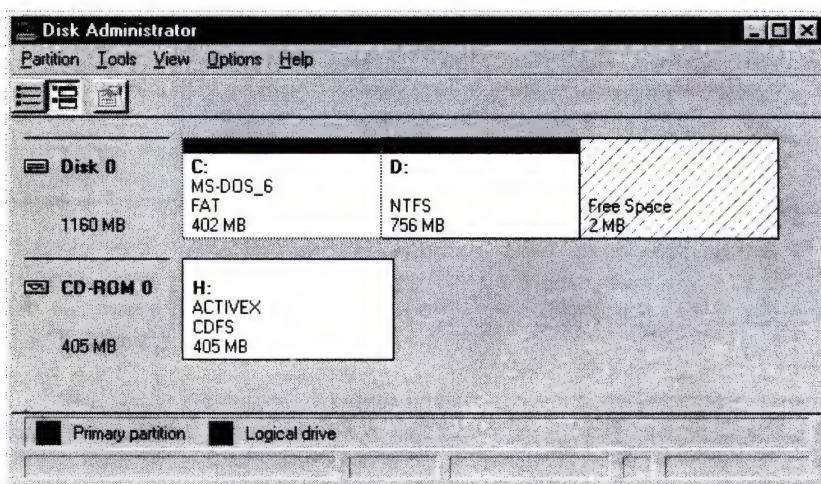 Disk Administrator
Partition Tools View Options Help
Disk 0
1160 MB
C:
MS-DOS_6
FAT
402 MB
D:
NTFS
756 MB
Free Space
2 MB
CD-ROM 0
405 MB
H:
ACTIVEX
CDFS
405 MB
Primary partition Logical drive